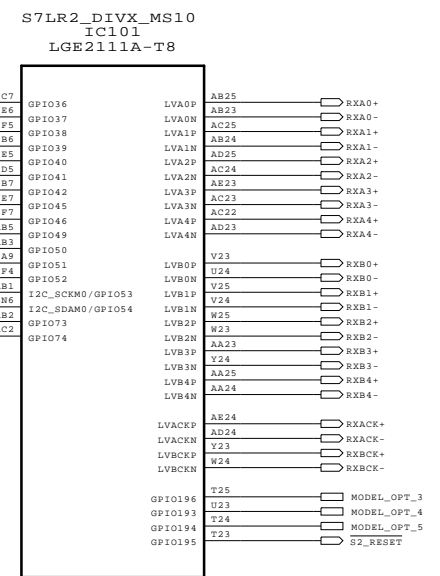 S7LR2_DIVX_MS10
IC101
LGE2111A-T8
C7 GPIO36 LVA0P AB25 RXA0+
E6 GPIO37 LVA0N AB23 RXA0-
F5 GPIO38 LVA1P AC25 RXA1+
B6 GPIO39 LVA1N AB24 RXA1-
E5 GPIO40 LVA2P AD25 RXA2+
D5 GPIO41 LVA2N AC24 RXA2-
B7 GPIO42 LVA3P AE23 RXA3+
E7 GPIO45 LVA3N AC23 RXA3-
F7 GPIO46 LVA4P AC22 RXA4+
AB5 GPIO49 LVA4N AD23 RXA4-
AB3 GPIO50
A9 GPIO51 LVB0P V23 RXB0+
F4 GPIO52 LVB0N U24 RXB0-
AB1 I2C_SCKM0/GPIO53 LVB1P V25 RXB1+
N6 I2C_SDAM0/GPIO54 LVB1N V24 RXB1-
AB2 GPIO73 LVB2P W25 RXB2+
AC2 GPIO74 LVB2N W23 RXB2-
LVB3P AA23 RXB3+
LVB3N Y24 RXB3-
LVB4P AA25 RXB4+
LVB4N AA24 RXB4-
LVACKP AE24 RXACK+
LVACKN AD24 RXACK-
LVBCKP Y23 RXBCK+
LVBCKN W24 RXBCK-
GPIO196 T25 MODEL_OPT_3
GPIO193 U23 MODEL_OPT_4
GPIO194 T24 MODEL_OPT_5
GPIO195 T23 S2_RESET